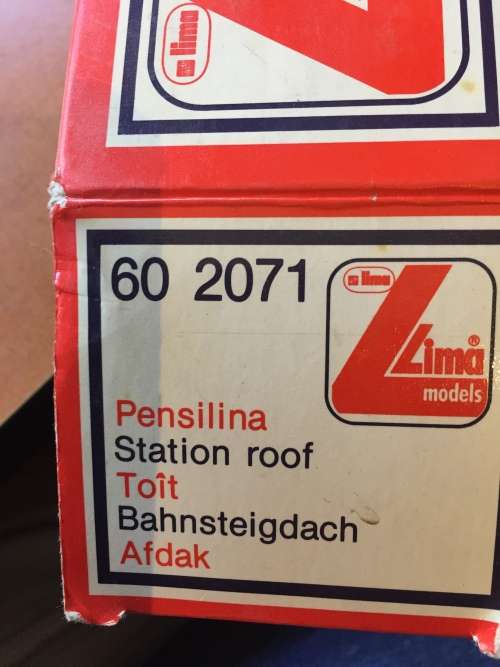 lima
60 2071
lima
Lima®
models
Pensilina
Station roof
Toît
Bahnsteigdach
Afdak